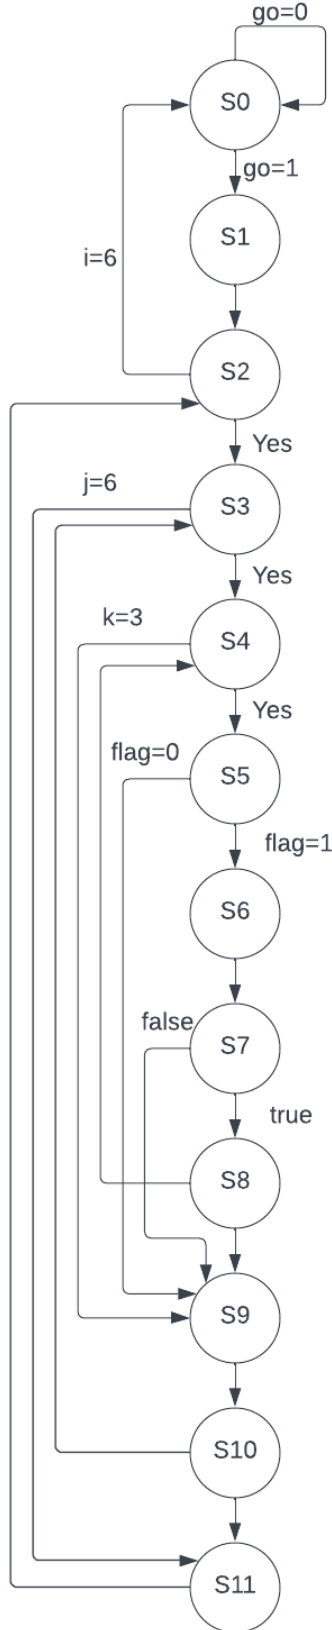 go=0
S0
go=1
S1
i=6
S2
Yes
j=6
S3
Yes
k=3
S4
Yes
flag=0
S5
flag=1
S6
false
S7
true
S8
S9
S10
S11